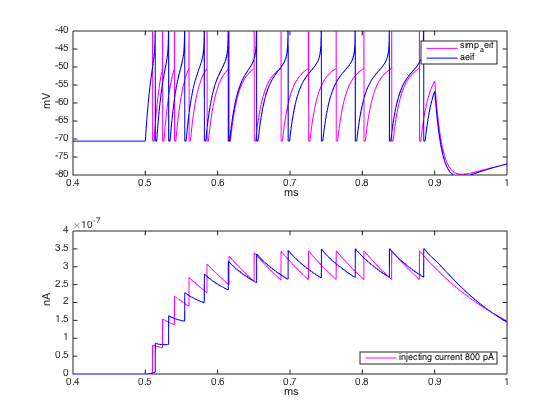 -40
-45
-50
-55
-60
-65
-70
-75
-80
mV
simp_aeif
aeif
0.4 0.5 0.6 0.7 0.8 0.9 1
ms
×10⁻⁷
4
3.5
3
2.5
2
1.5
1
0.5
0
nA
injecting current 800 pA
0.4 0.5 0.6 0.7 0.8 0.9 1
ms